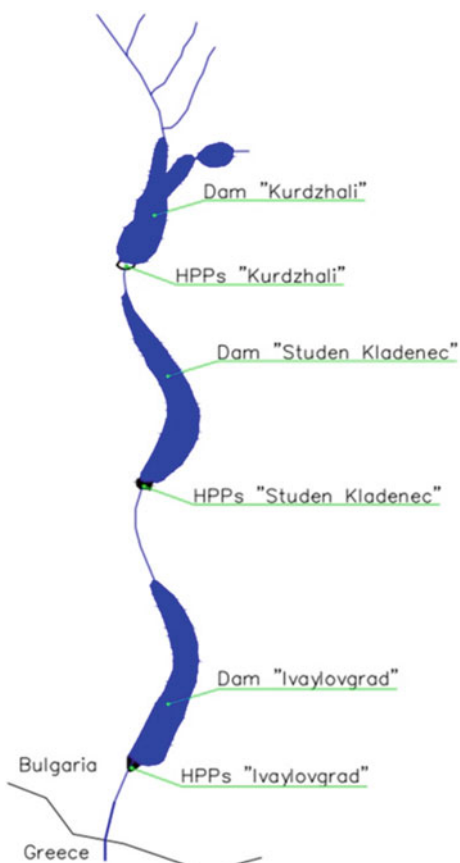 Dam "Kurdzhali"
HPPs "Kurdzhali"
Dam "Studen Kladenec"
HPPs "Studen Kladenec"
Dam "Ivaylovgrad"
Bulgaria
HPPs "Ivaylovgrad"
Greece